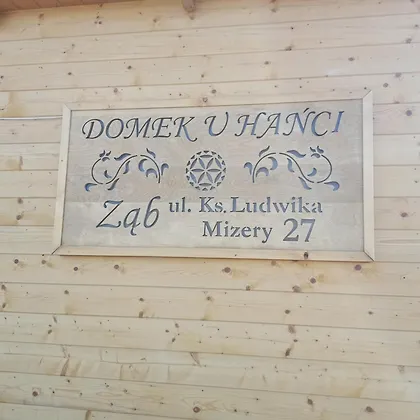 DOMEK U HAŃCI
Ząb ul. Ks. Ludwika
Mizery 27